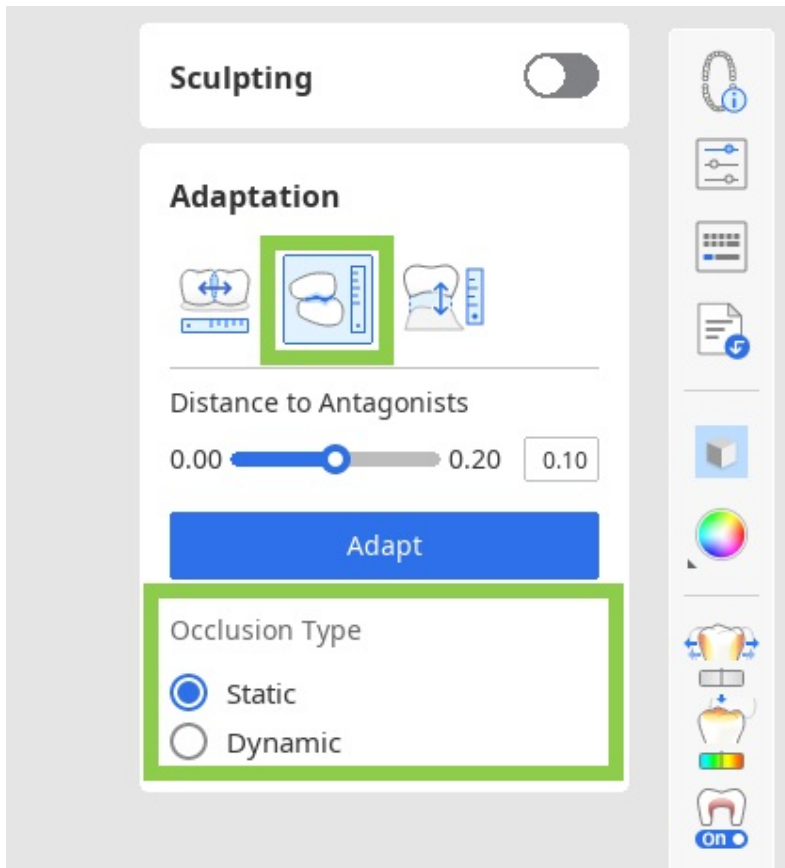 Sculpting
Adaptation
Distance to Antagonists
0.00 0.20 0.10
Adapt
Occlusion Type
Static
Dynamic
On